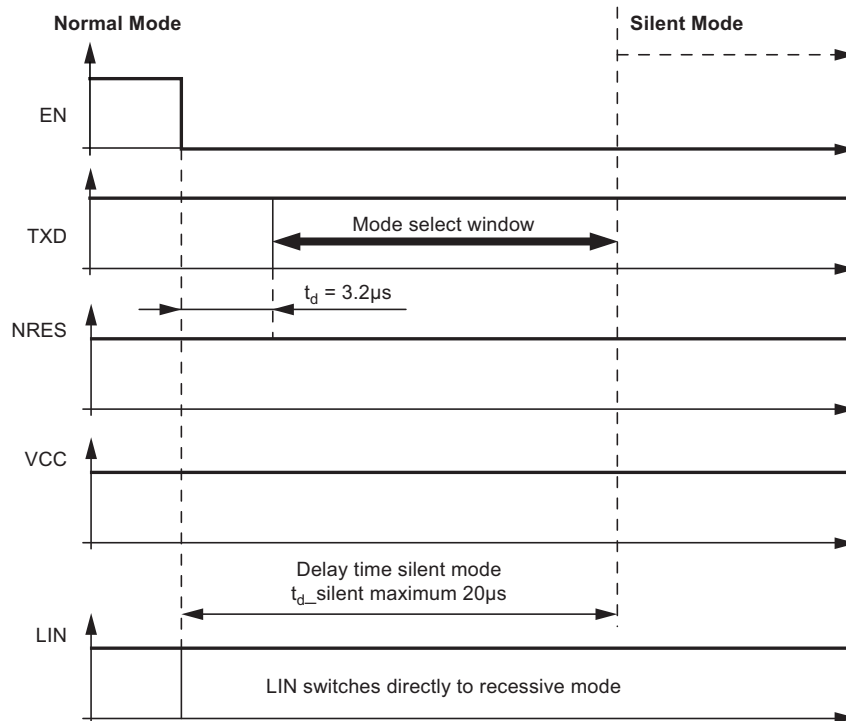 Normal Mode
Silent Mode
EN
TXD
Mode select window
t_d = 3.2µs
NRES
VCC
Delay time silent mode
t_d_silent maximum 20µs
LIN
LIN switches directly to recessive mode